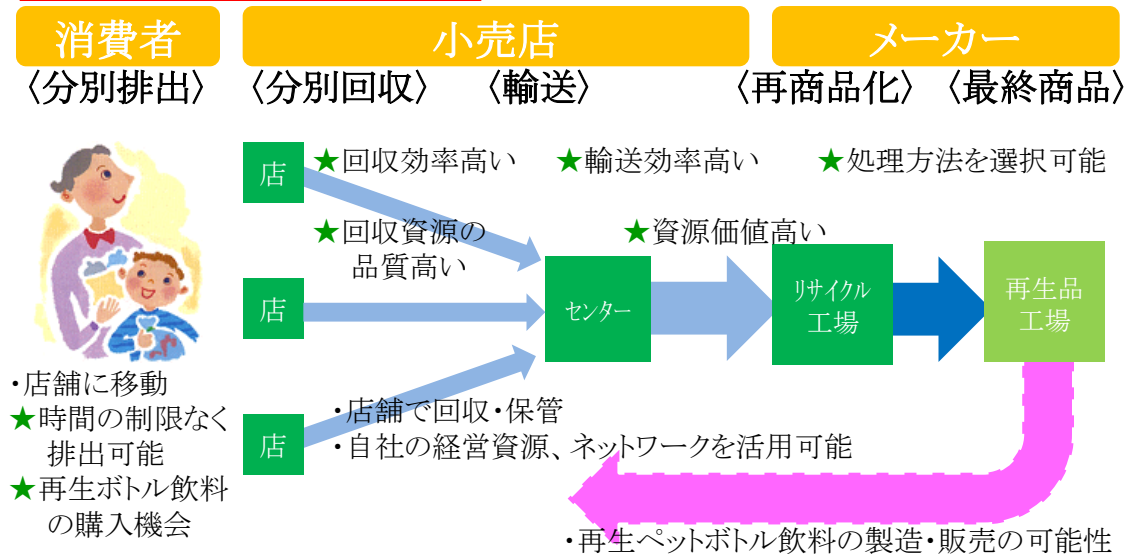 消費者
小売店
メーカー
〈分別排出〉
〈分別回収〉
〈輸送〉
〈再商品化〉
〈最終商品〉
店
★回収効率高い
★輸送効率高い
★処理方法を選択可能
★回収資源の
品質高い
★資源価値高い
店
センター
リサイクル
工場
再生品
工場
・店舗に移動
★時間の制限なく
排出可能
★再生ボトル飲料
の購入機会
店
・店舗で回収・保管
・自社の経営資源、ネットワークを活用可能
・再生ペットボトル飲料の製造・販売の可能性